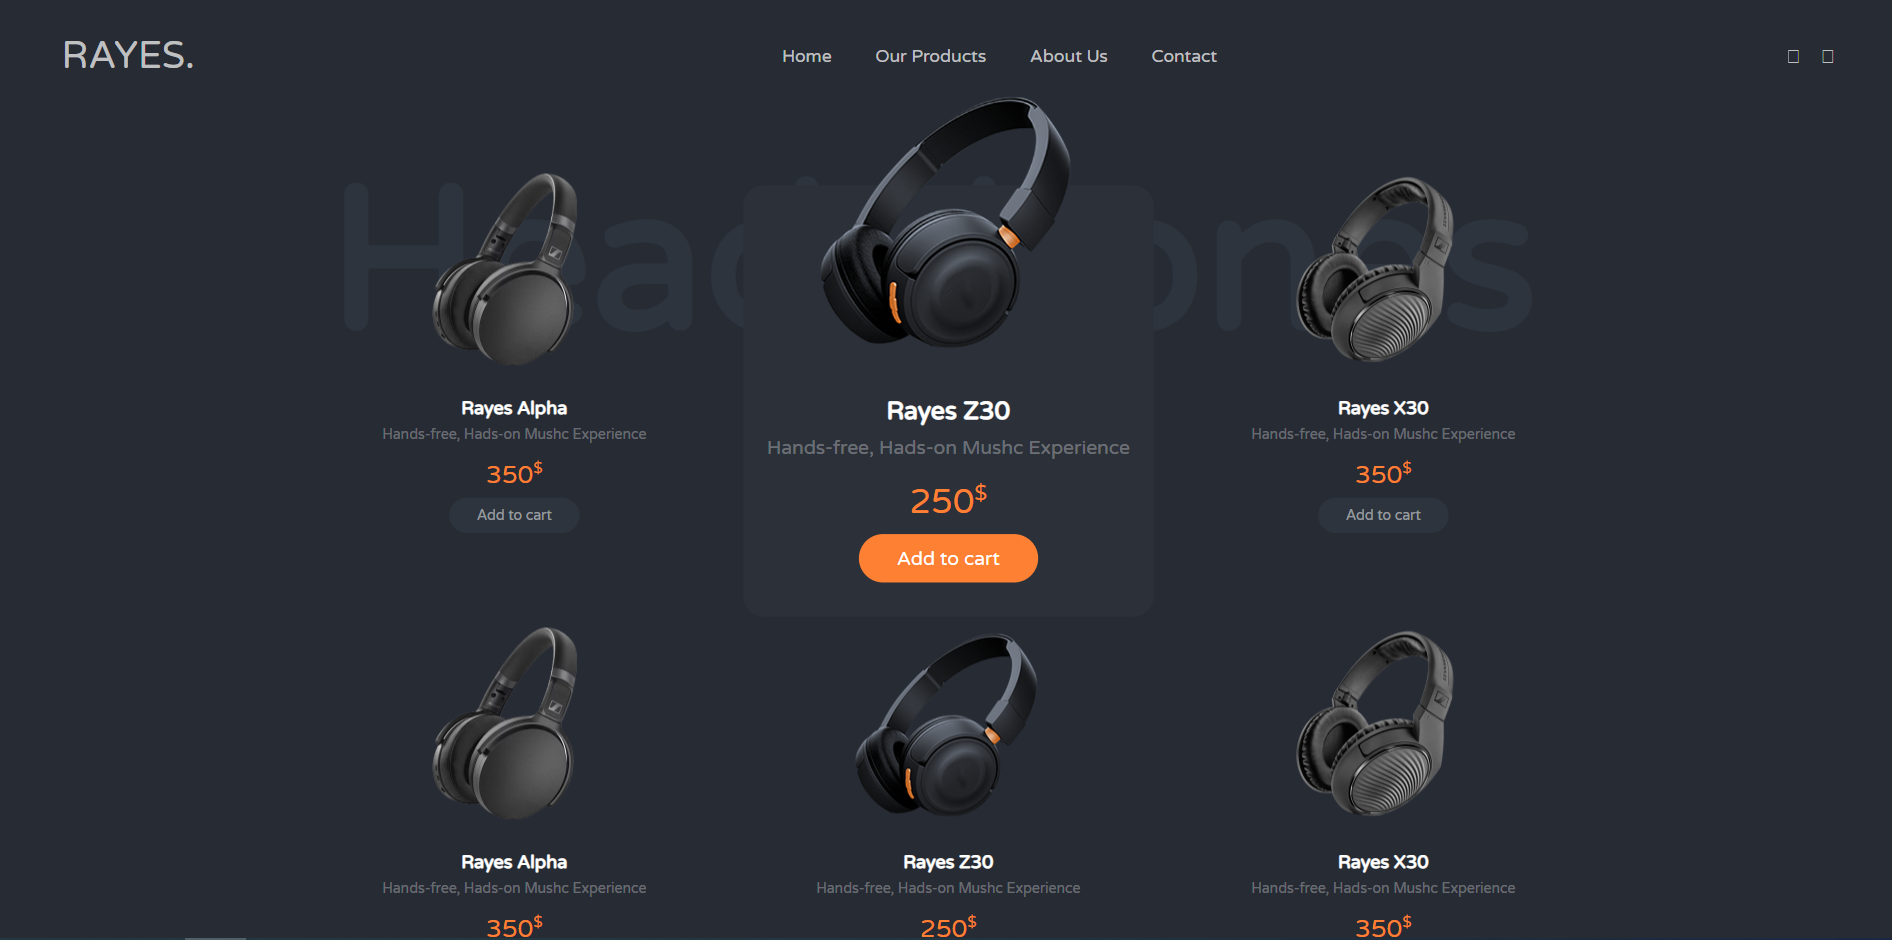 RAYES.
Home
Our Products
About Us
Contact
Headphones
Rayes Alpha
Hands-free, Hads-on Mushc Experience
350$
Add to cart
Rayes Z30
Hands-free, Hads-on Mushc Experience
250$
Add to cart
Rayes X30
Hands-free, Hads-on Mushc Experience
350$
Add to cart
Rayes Alpha
Hands-free, Hads-on Mushc Experience
350$
Rayes Z30
Hands-free, Hads-on Mushc Experience
250$
Rayes X30
Hands-free, Hads-on Mushc Experience
350$